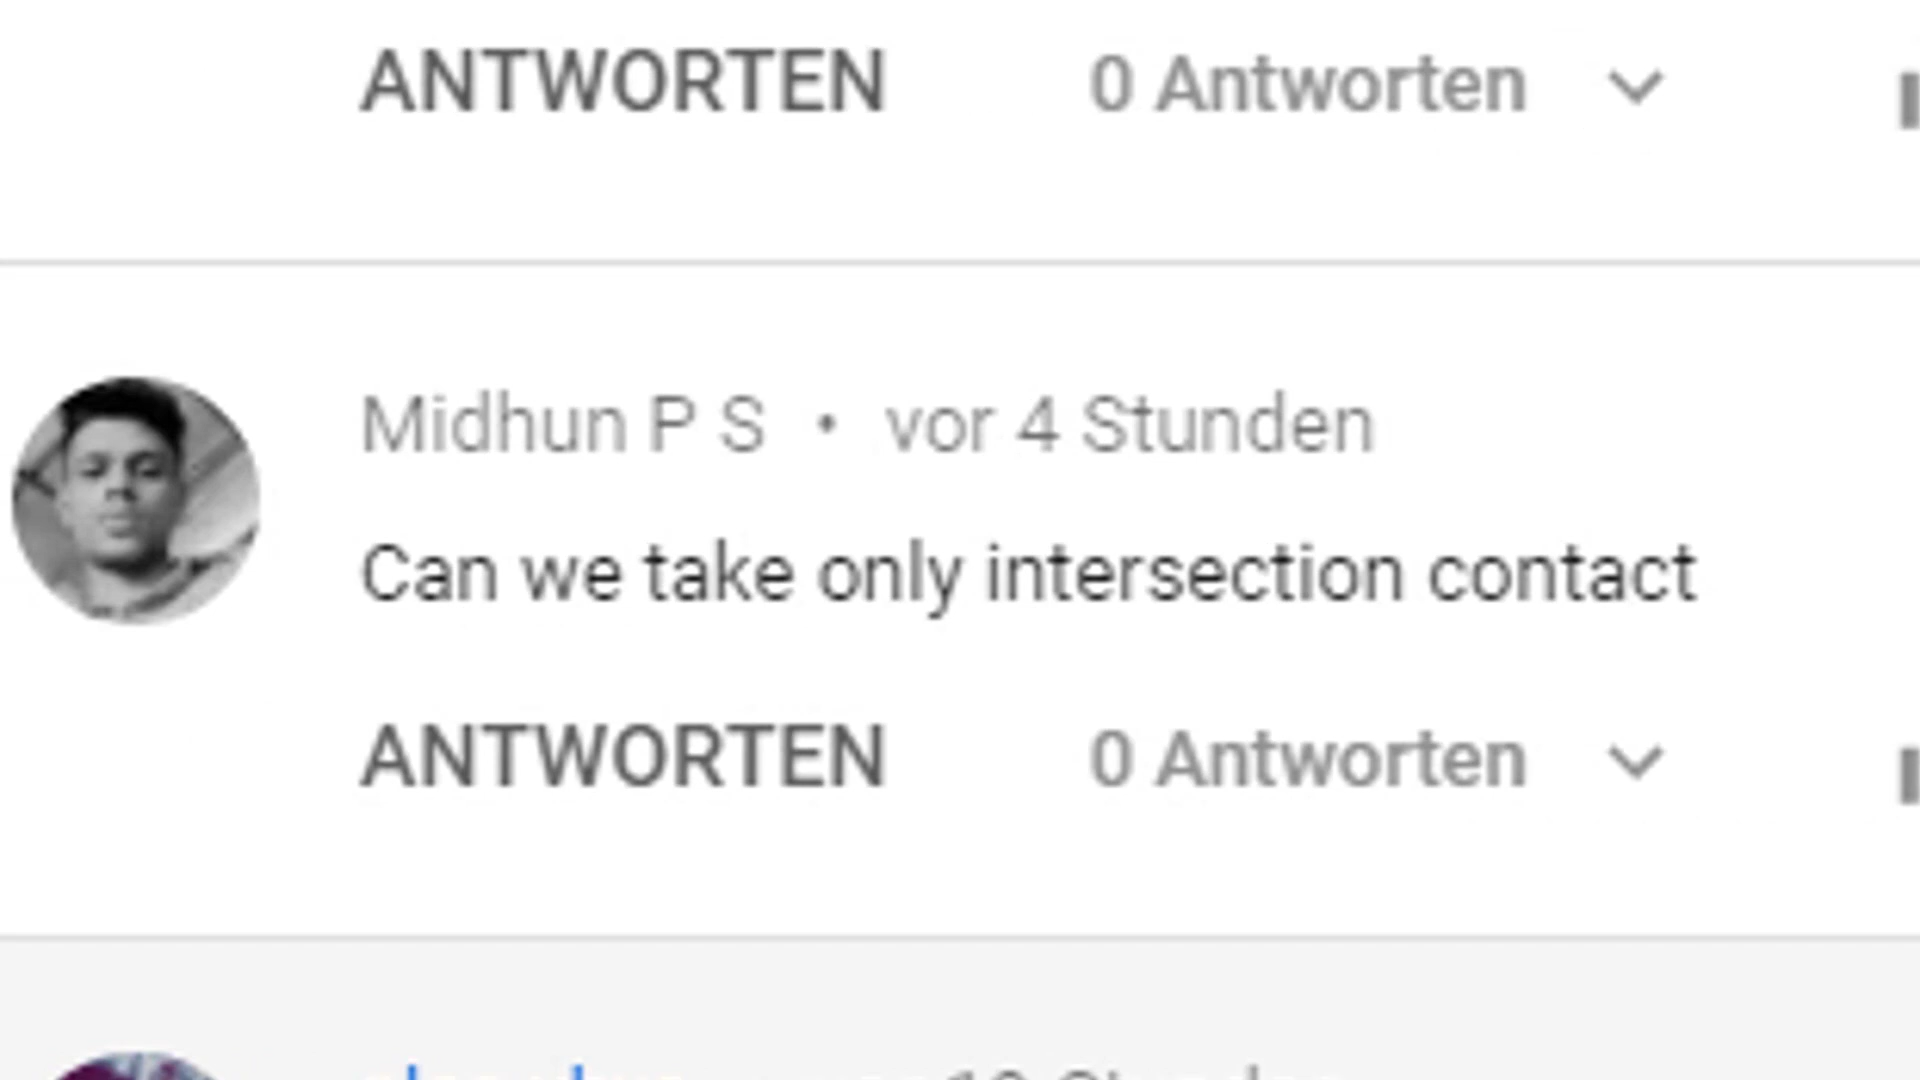 ANTWORTEN 0 Antworten
Midhun P S • vor 4 Stunden
Can we take only intersection contact
ANTWORTEN 0 Antworten